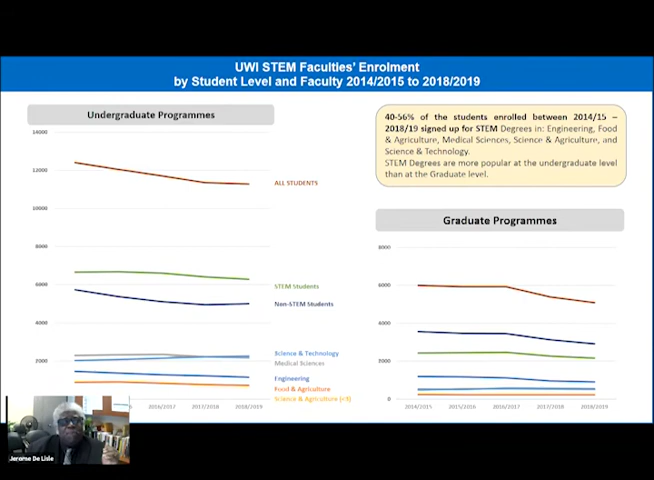 UWI STEM Faculties' Enrolment
by Student Level and Faculty 2014/2015 to 2018/2019
Undergraduate Programmes
14000
12000
10000
8000
6000
4000
2000
ALL STUDENTS
STEM Students
Non-STEM Students
Science & Technology
Medical Sciences
Engineering
Food & Agriculture
Science & Agriculture (<3)
2016/2017
2017/2018
2018/2019
40-56% of the students enrolled between 2014/15 –
2018/19 signed up for STEM Degrees in: Engineering, Food
& Agriculture, Medical Sciences, Science & Agriculture, and
Science & Technology.
STEM Degrees are more popular at the undergraduate level
than at the Graduate level.
Graduate Programmes
8000
6000
4000
2000
0
2014/2015
2015/2016
2016/2017
2017/2018
2018/2019
Jerome De Lisle